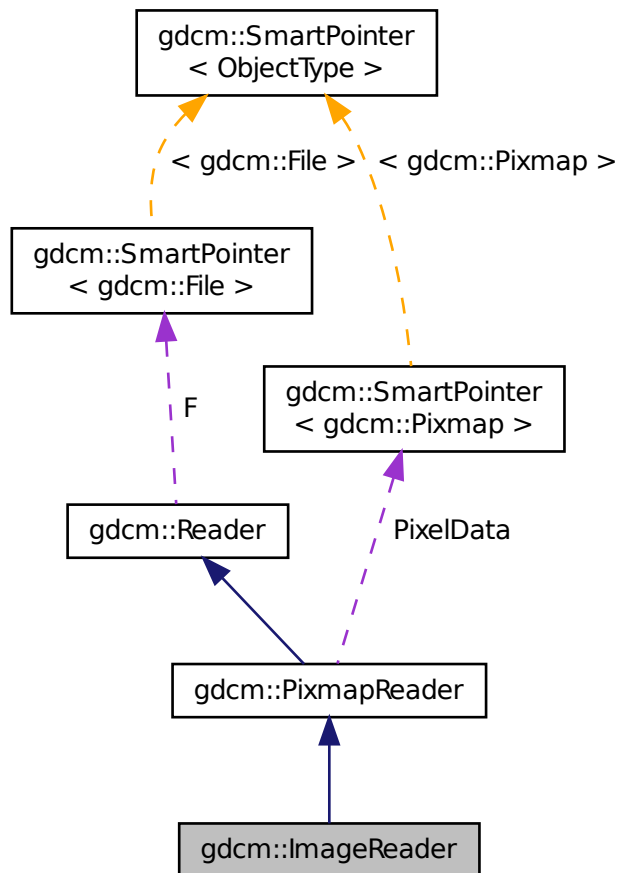 gdcm::SmartPointer
< ObjectType >
< gdcm::File >
< gdcm::Pixmap >
gdcm::SmartPointer
< gdcm::File >
gdcm::SmartPointer
< gdcm::Pixmap >
F
gdcm::Reader
PixelData
gdcm::PixmapReader
gdcm::ImageReader